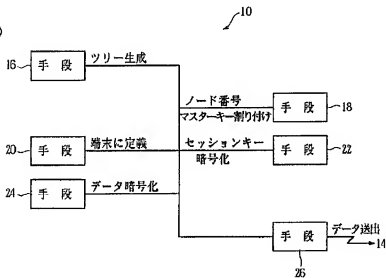 10
16
手段
ツリー生成
ノード番号
マスターキー割り付け
手段
18
20
手段
端末に定義
セッションキー
暗号化
手段
22
24
手段
データ暗号化
手段
26
データ送出
14